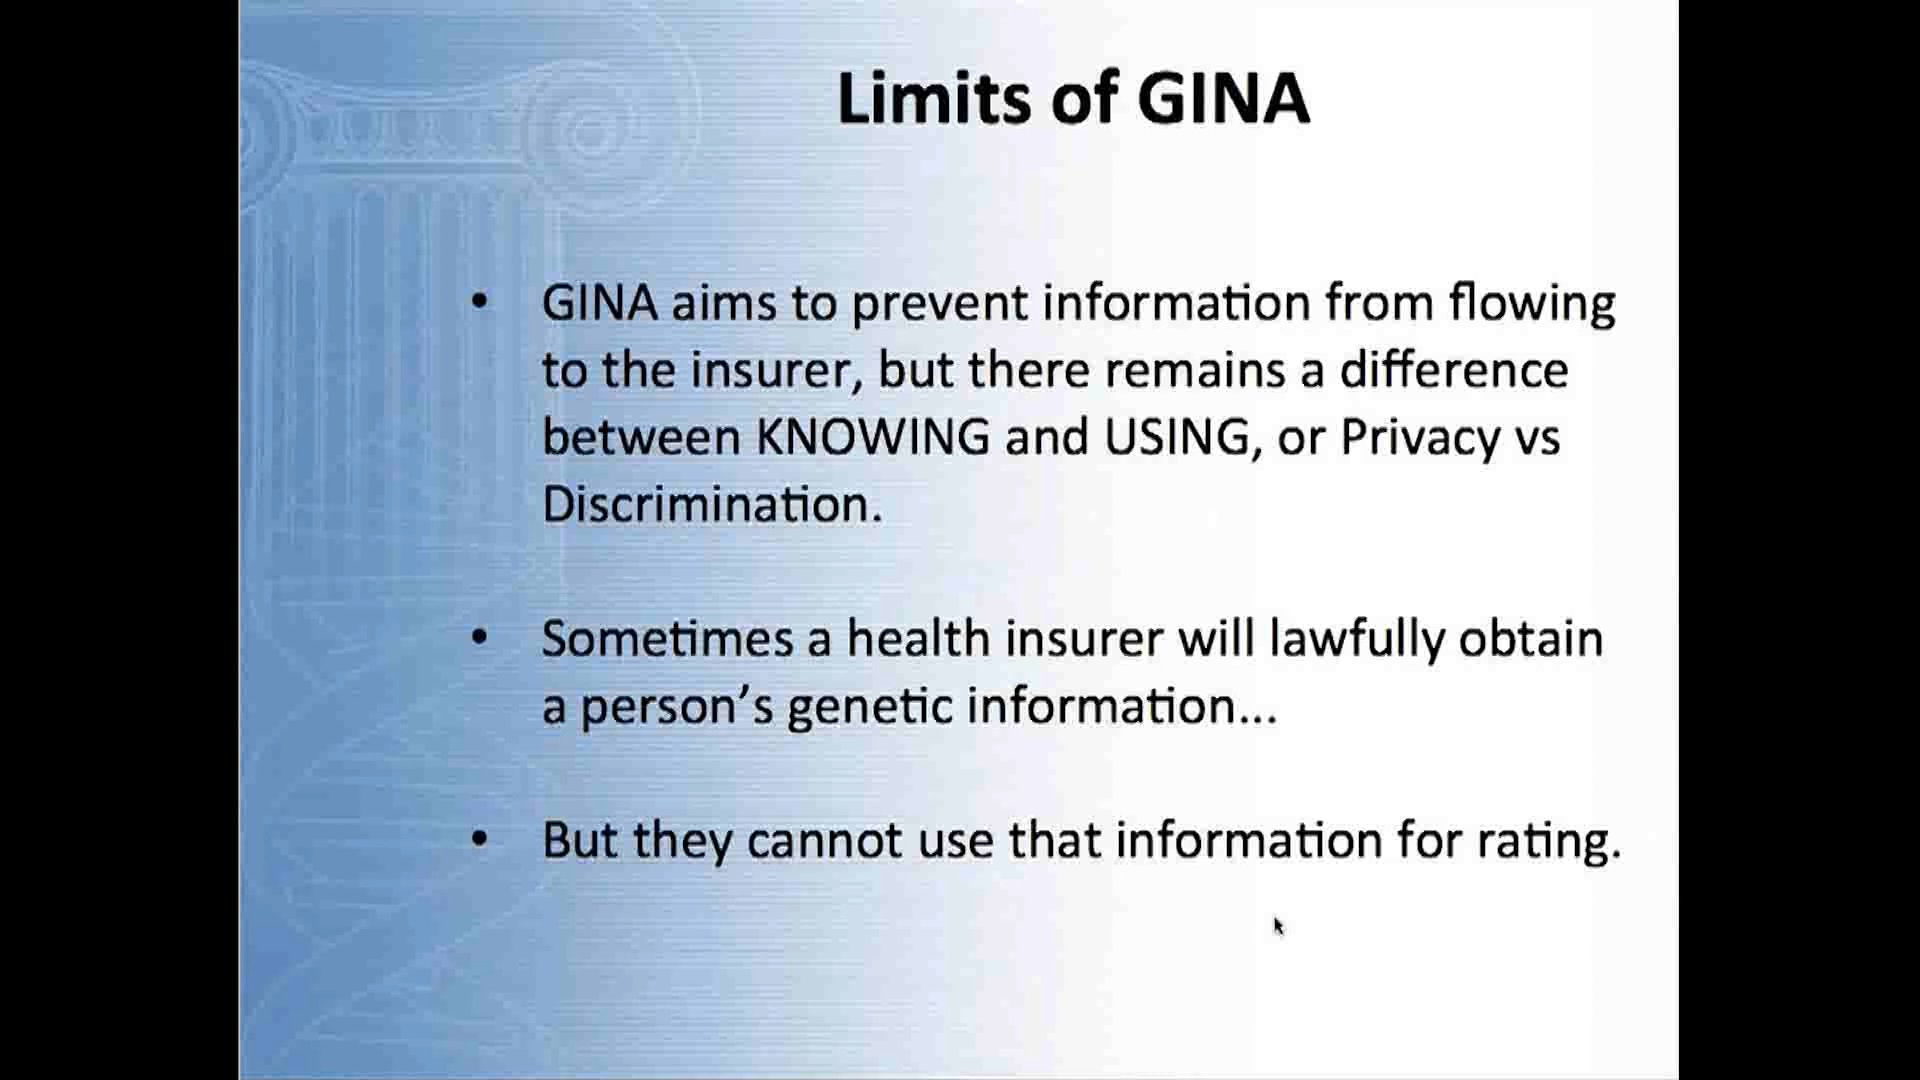 Limits of GINA
• GINA aims to prevent information from flowing
to the insurer, but there remains a difference
between KNOWING and USING, or Privacy vs
Discrimination.
• Sometimes a health insurer will lawfully obtain
a person’s genetic information...
• But they cannot use that information for rating.